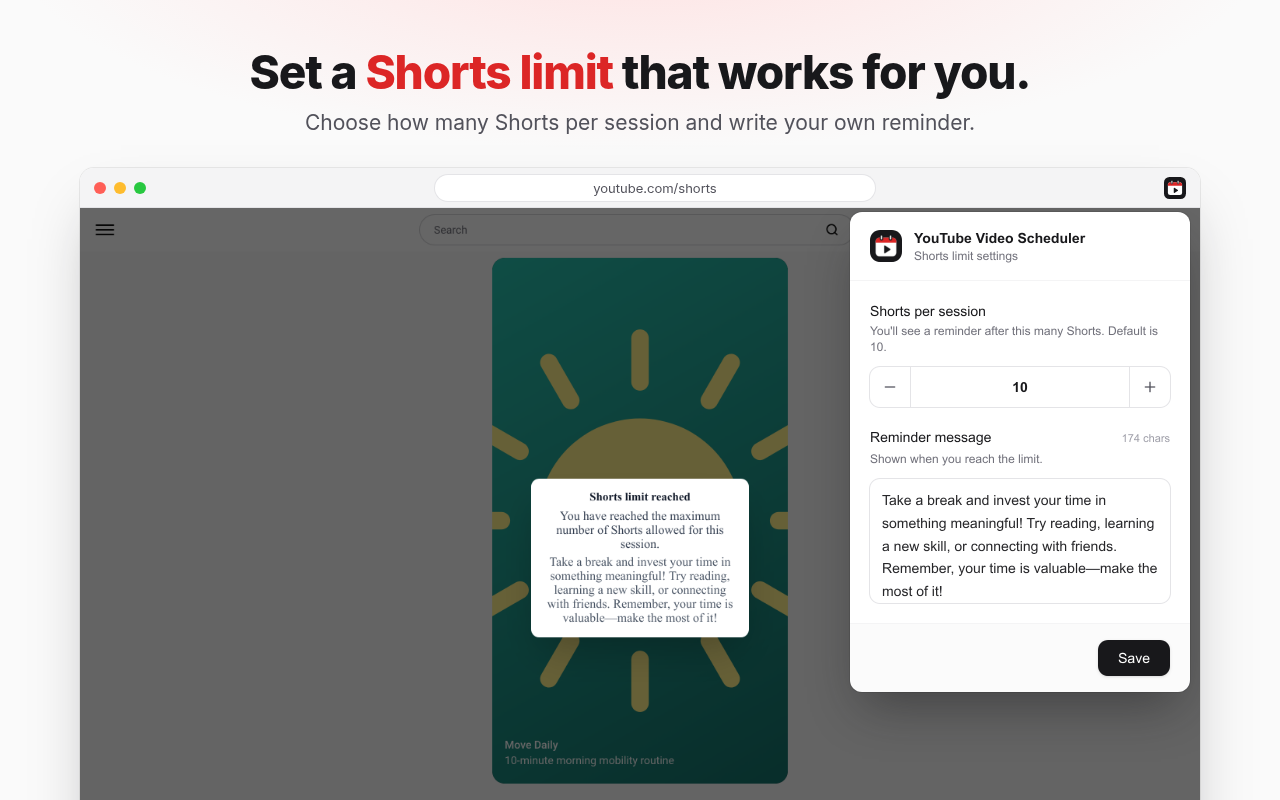 Set a Shorts limit that works for you.
Choose how many Shorts per session and write your own reminder.
youtube.com/shorts
Search
YouTube Video Scheduler
Shorts limit settings
Shorts per session
You'll see a reminder after this many Shorts. Default is
10.
10
Reminder message
174 chars
Shown when you reach the limit.
Take a break and invest your time in
something meaningful! Try reading, learning
a new skill, or connecting with friends.
Remember, your time is valuable—make the
most of it!
Save
Shorts limit reached
You have reached the maximum
number of Shorts allowed for this
session.
Take a break and invest your time in
something meaningful! Try reading,
learning a new skill, or connecting
with friends. Remember, your time is
valuable—make the most of it!
Move Daily
10-minute morning mobility routine